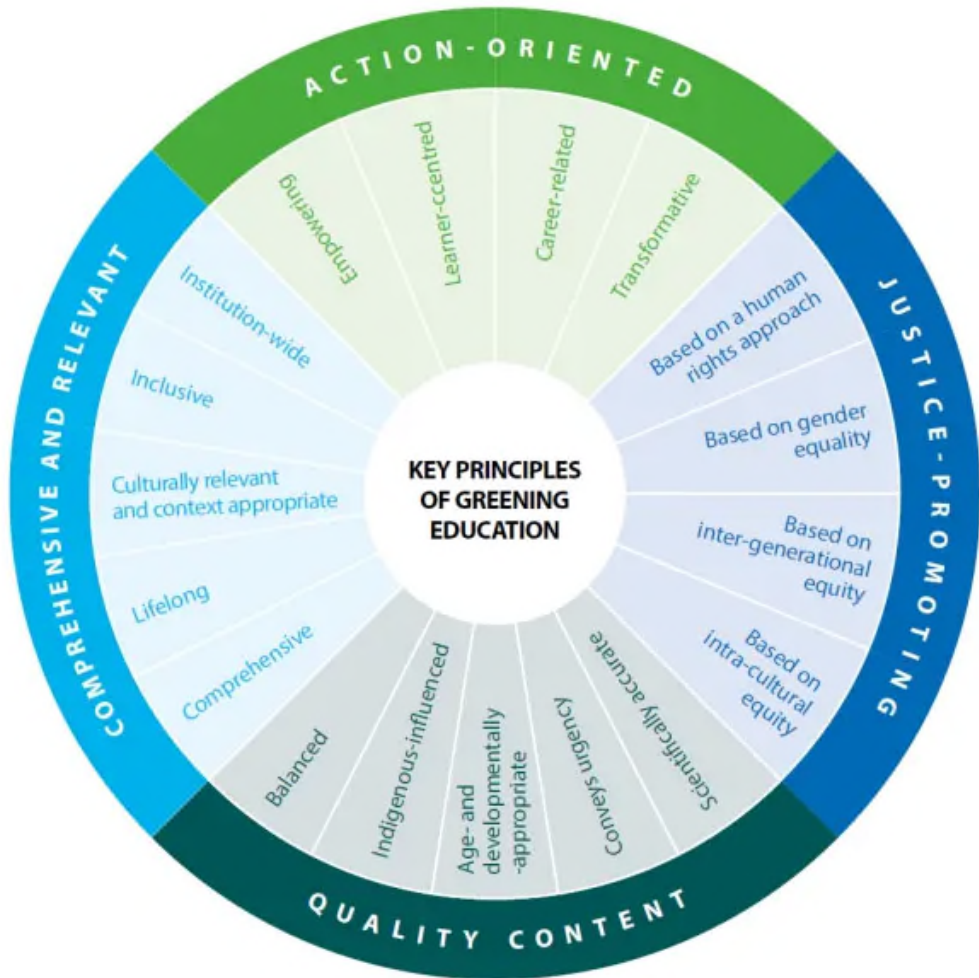 ACTION-ORIENTED
Empowering
Learner-ccentred
Career-related
Transformative
JUSTICE-PROMOTING
Based on a human
rights approach
Based on gender
equality
Based on
inter-generational
equity
Based on
intra-cultural
equity
QUALITY CONTENT
Scientifically accurate
Conveys urgency
Age- and
developmentally
-appropriate
Indigenous-influenced
Balanced
COMPREHENSIVE AND RELEVANT
Comprehensive
Lifelong
Culturally relevant
and context appropriate
Inclusive
Institution-wide
KEY PRINCIPLES
OF GREENING
EDUCATION